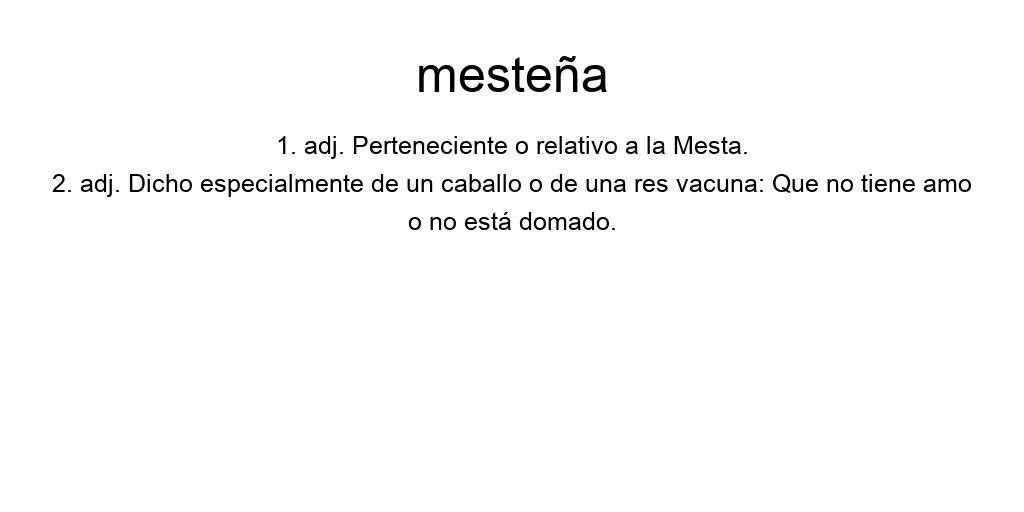 mesteña
1. adj. Perteneciente o relativo a la Mesta.
2. adj. Dicho especialmente de un caballo o de una res vacuna: Que no tiene amo
o no está domado.